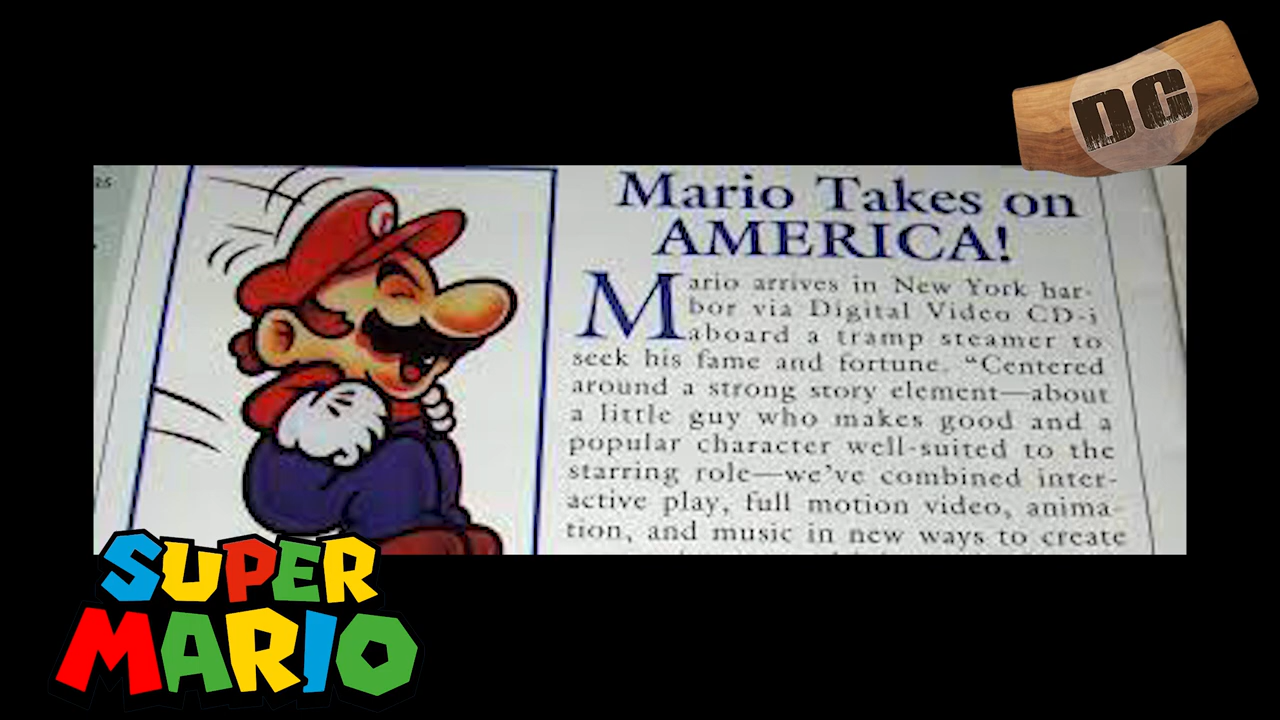 DC
25
Mario Takes on
AMERICA!
Mario arrives in New York har-
bor via Digital Video CD-i
aboard a tramp steamer to
seek his fame and fortune. “Centered
around a strong story element—about
a little guy who makes good and a
popular character well-suited to the
starring role—we’ve combined inter-
active play, full motion video, anima-
tion, and music in new ways to create
SUPER
MARIO